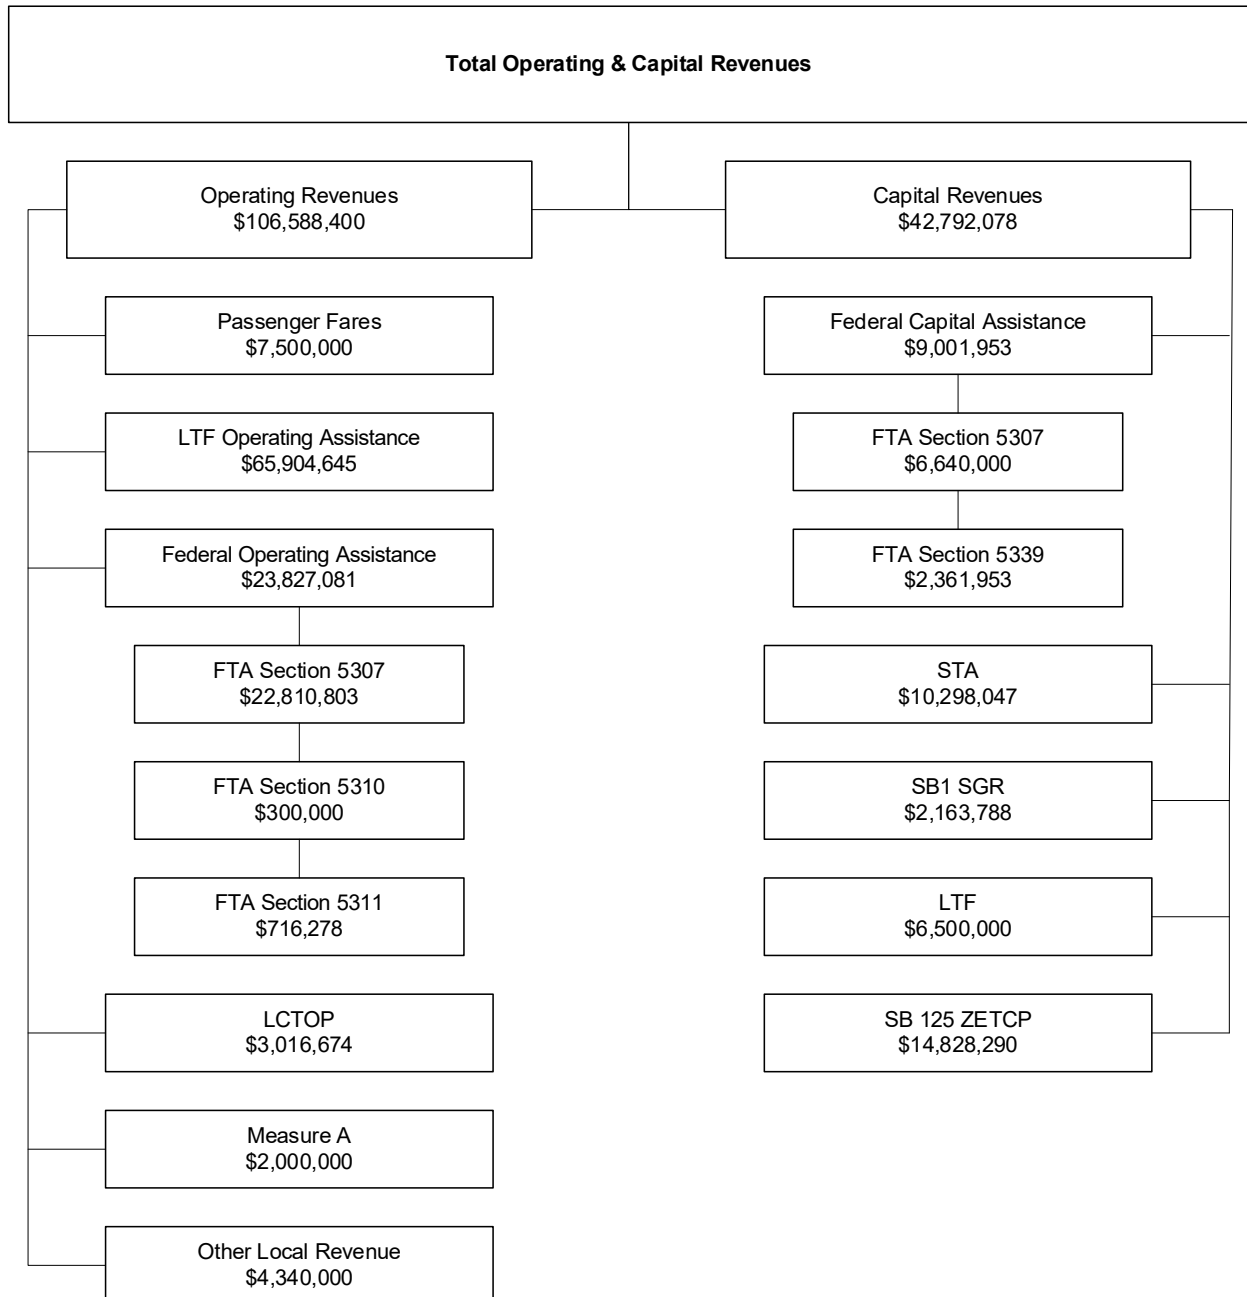 Total Operating & Capital Revenues
Operating Revenues
$106,588,400
Passenger Fares
$7,500,000
LTF Operating Assistance
$65,904,645
Federal Operating Assistance
$23,827,081
FTA Section 5307
$22,810,803
FTA Section 5310
$300,000
FTA Section 5311
$716,278
LCTOP
$3,016,674
Measure A
$2,000,000
Other Local Revenue
$4,340,000
Capital Revenues
$42,792,078
Federal Capital Assistance
$9,001,953
FTA Section 5307
$6,640,000
FTA Section 5339
$2,361,953
STA
$10,298,047
SB1 SGR
$2,163,788
LTF
$6,500,000
SB 125 ZETCP
$14,828,290